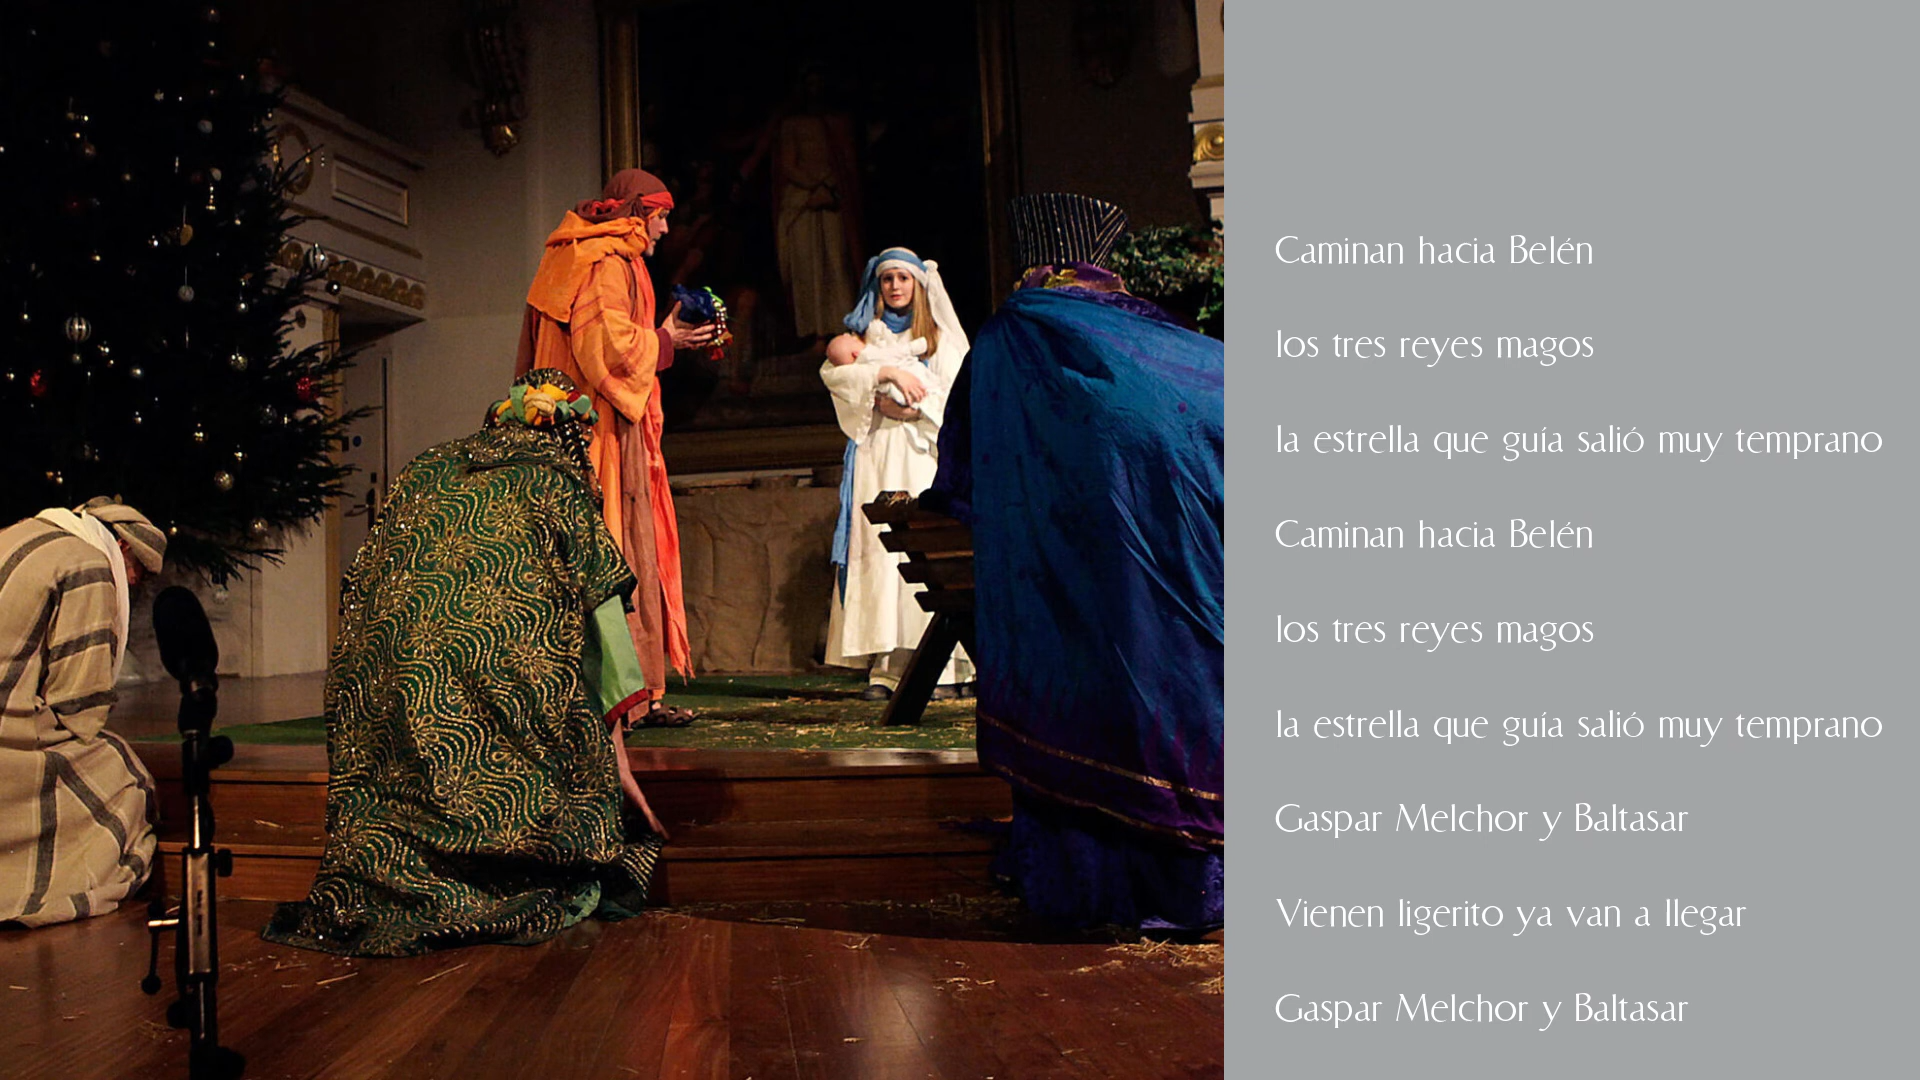 Caminan hacia Belén
los tres reyes magos
la estrella que guía salió muy temprano
Caminan hacia Belén
los tres reyes magos
la estrella que guía salió muy temprano
Gaspar Melchor y Baltasar
Vienen ligerito ya van a llegar
Gaspar Melchor y Baltasar